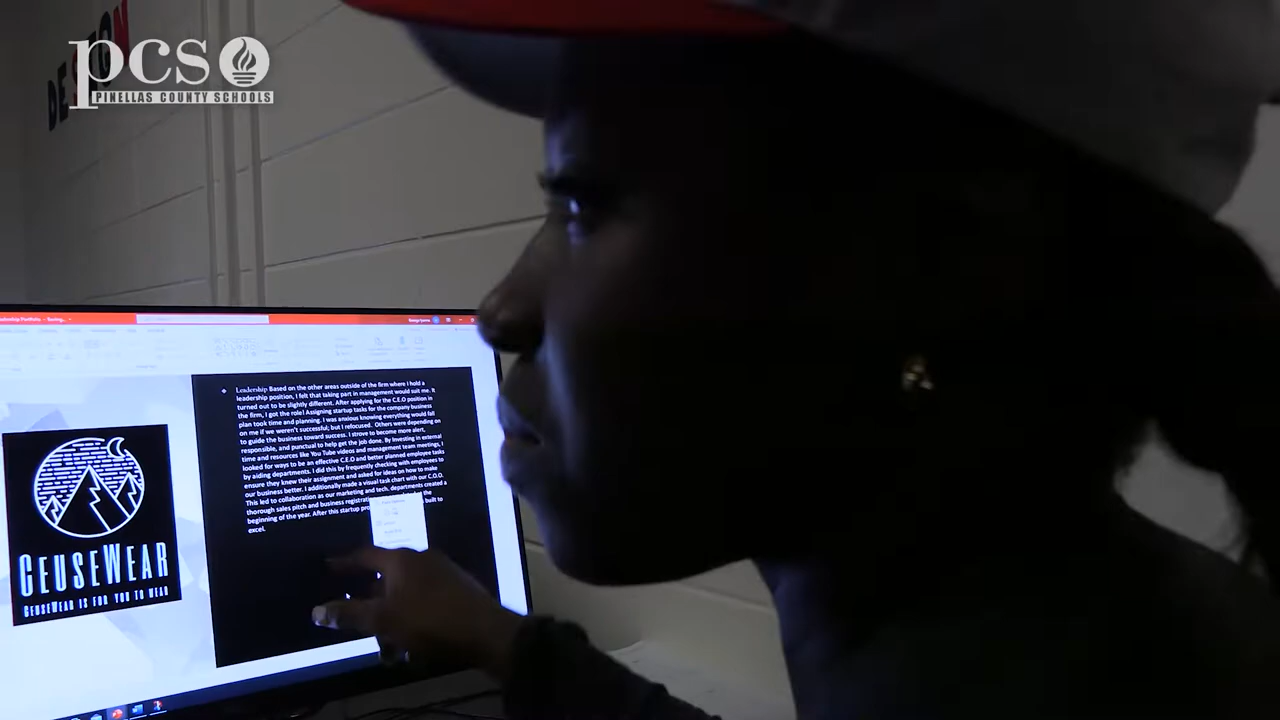 DESIGN
pcs
PINELLAS COUNTY SCHOOLS
Leadership Portfolio - Saving...
Leadership Based on the other areas outside of the firm where I hold a
leadership position, I felt that taking part in management would suit me. It
turned out to be slightly different. After applying for the C.E.O position in
the firm, I got the role! Assigning startup tasks for the company business
plan took time and planning. I was anxious knowing everything would fall
on me if we weren't successful; but I refocused. Others were depending on
to guide the business toward success. I strove to become more alert,
responsible, and punctual to help get the job done. By Investing in external
time and resources like You Tube videos and management team meetings, I
looked for ways to be an effective C.E.O and better planned employee tasks
by aiding departments. I did this by frequently checking with employees to
ensure they knew their assignment and asked for ideas on how to make
our business better. I additionally made a visual task chart with our C.O.O.
This led to collaboration as our marketing and tech. departments created a
thorough sales pitch and business registration the
beginning of the year. After this startup built to
excel.
CEUSEWEAR
CEUSEWEAR IS FOR YOU TO WEAR